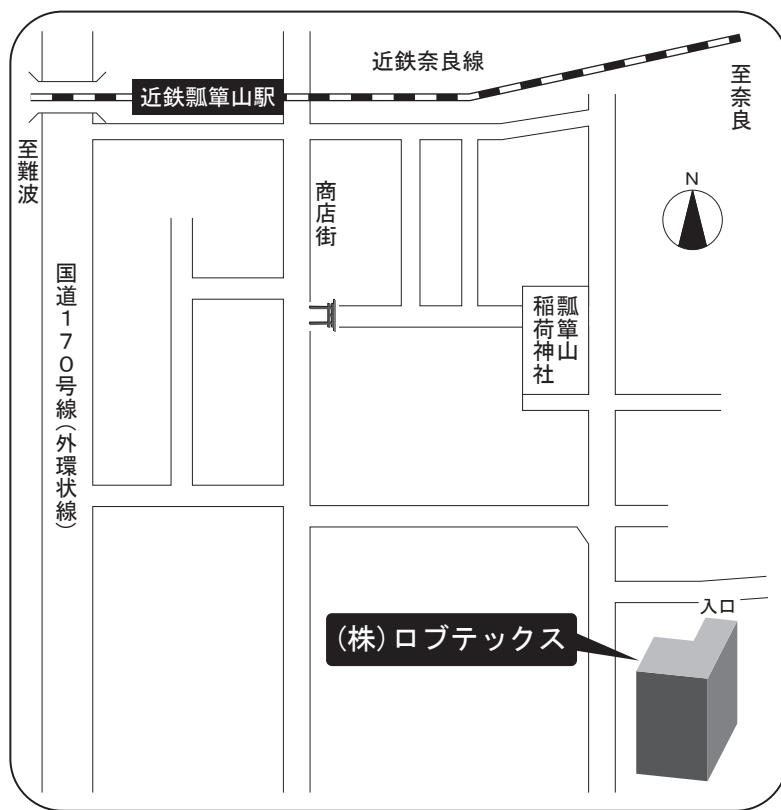 近鉄奈良線
至奈良
近鉄瓢箪山駅
至難波
N
商店街
国道170号線(外環状線)
瓢箪山
稲荷神社
入口
(株)ロブテックス